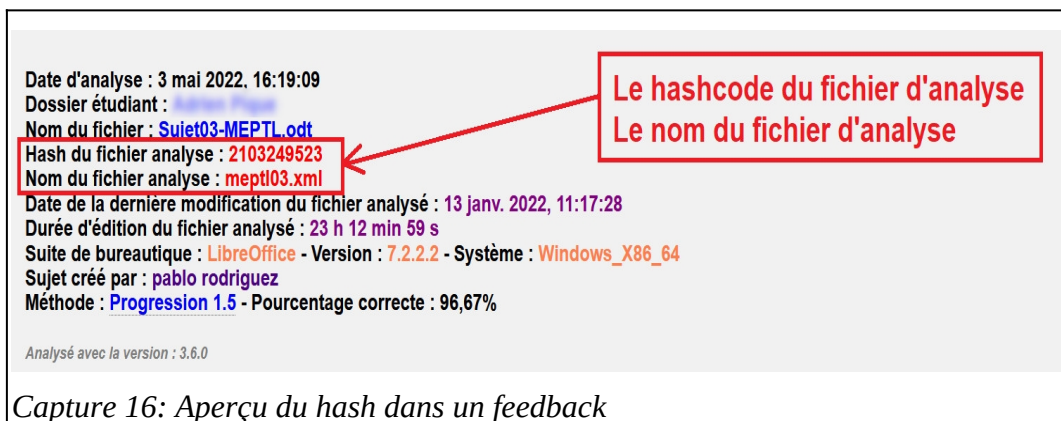 Date d'analyse : 3 mai 2022, 16:19:09
Dossier étudiant :
Nom du fichier : Sujet03-MEPTL.odt
Hash du fichier analyse : 2103249523
Nom du fichier analyse : meptl03.xml
Date de la dernière modification du fichier analysé : 13 janv. 2022, 11:17:28
Durée d'édition du fichier analysé : 23 h 12 min 59 s
Suite de bureautique : LibreOffice - Version : 7.2.2.2 - Système : Windows_X86_64
Sujet créé par : pablo rodriguez
Méthode : Progression 1.5 - Pourcentage correcte : 96,67%
Analysé avec la version : 3.6.0
Le hashcode du fichier d'analyse
Le nom du fichier d'analyse
Capture 16: Aperçu du hash dans un feedback